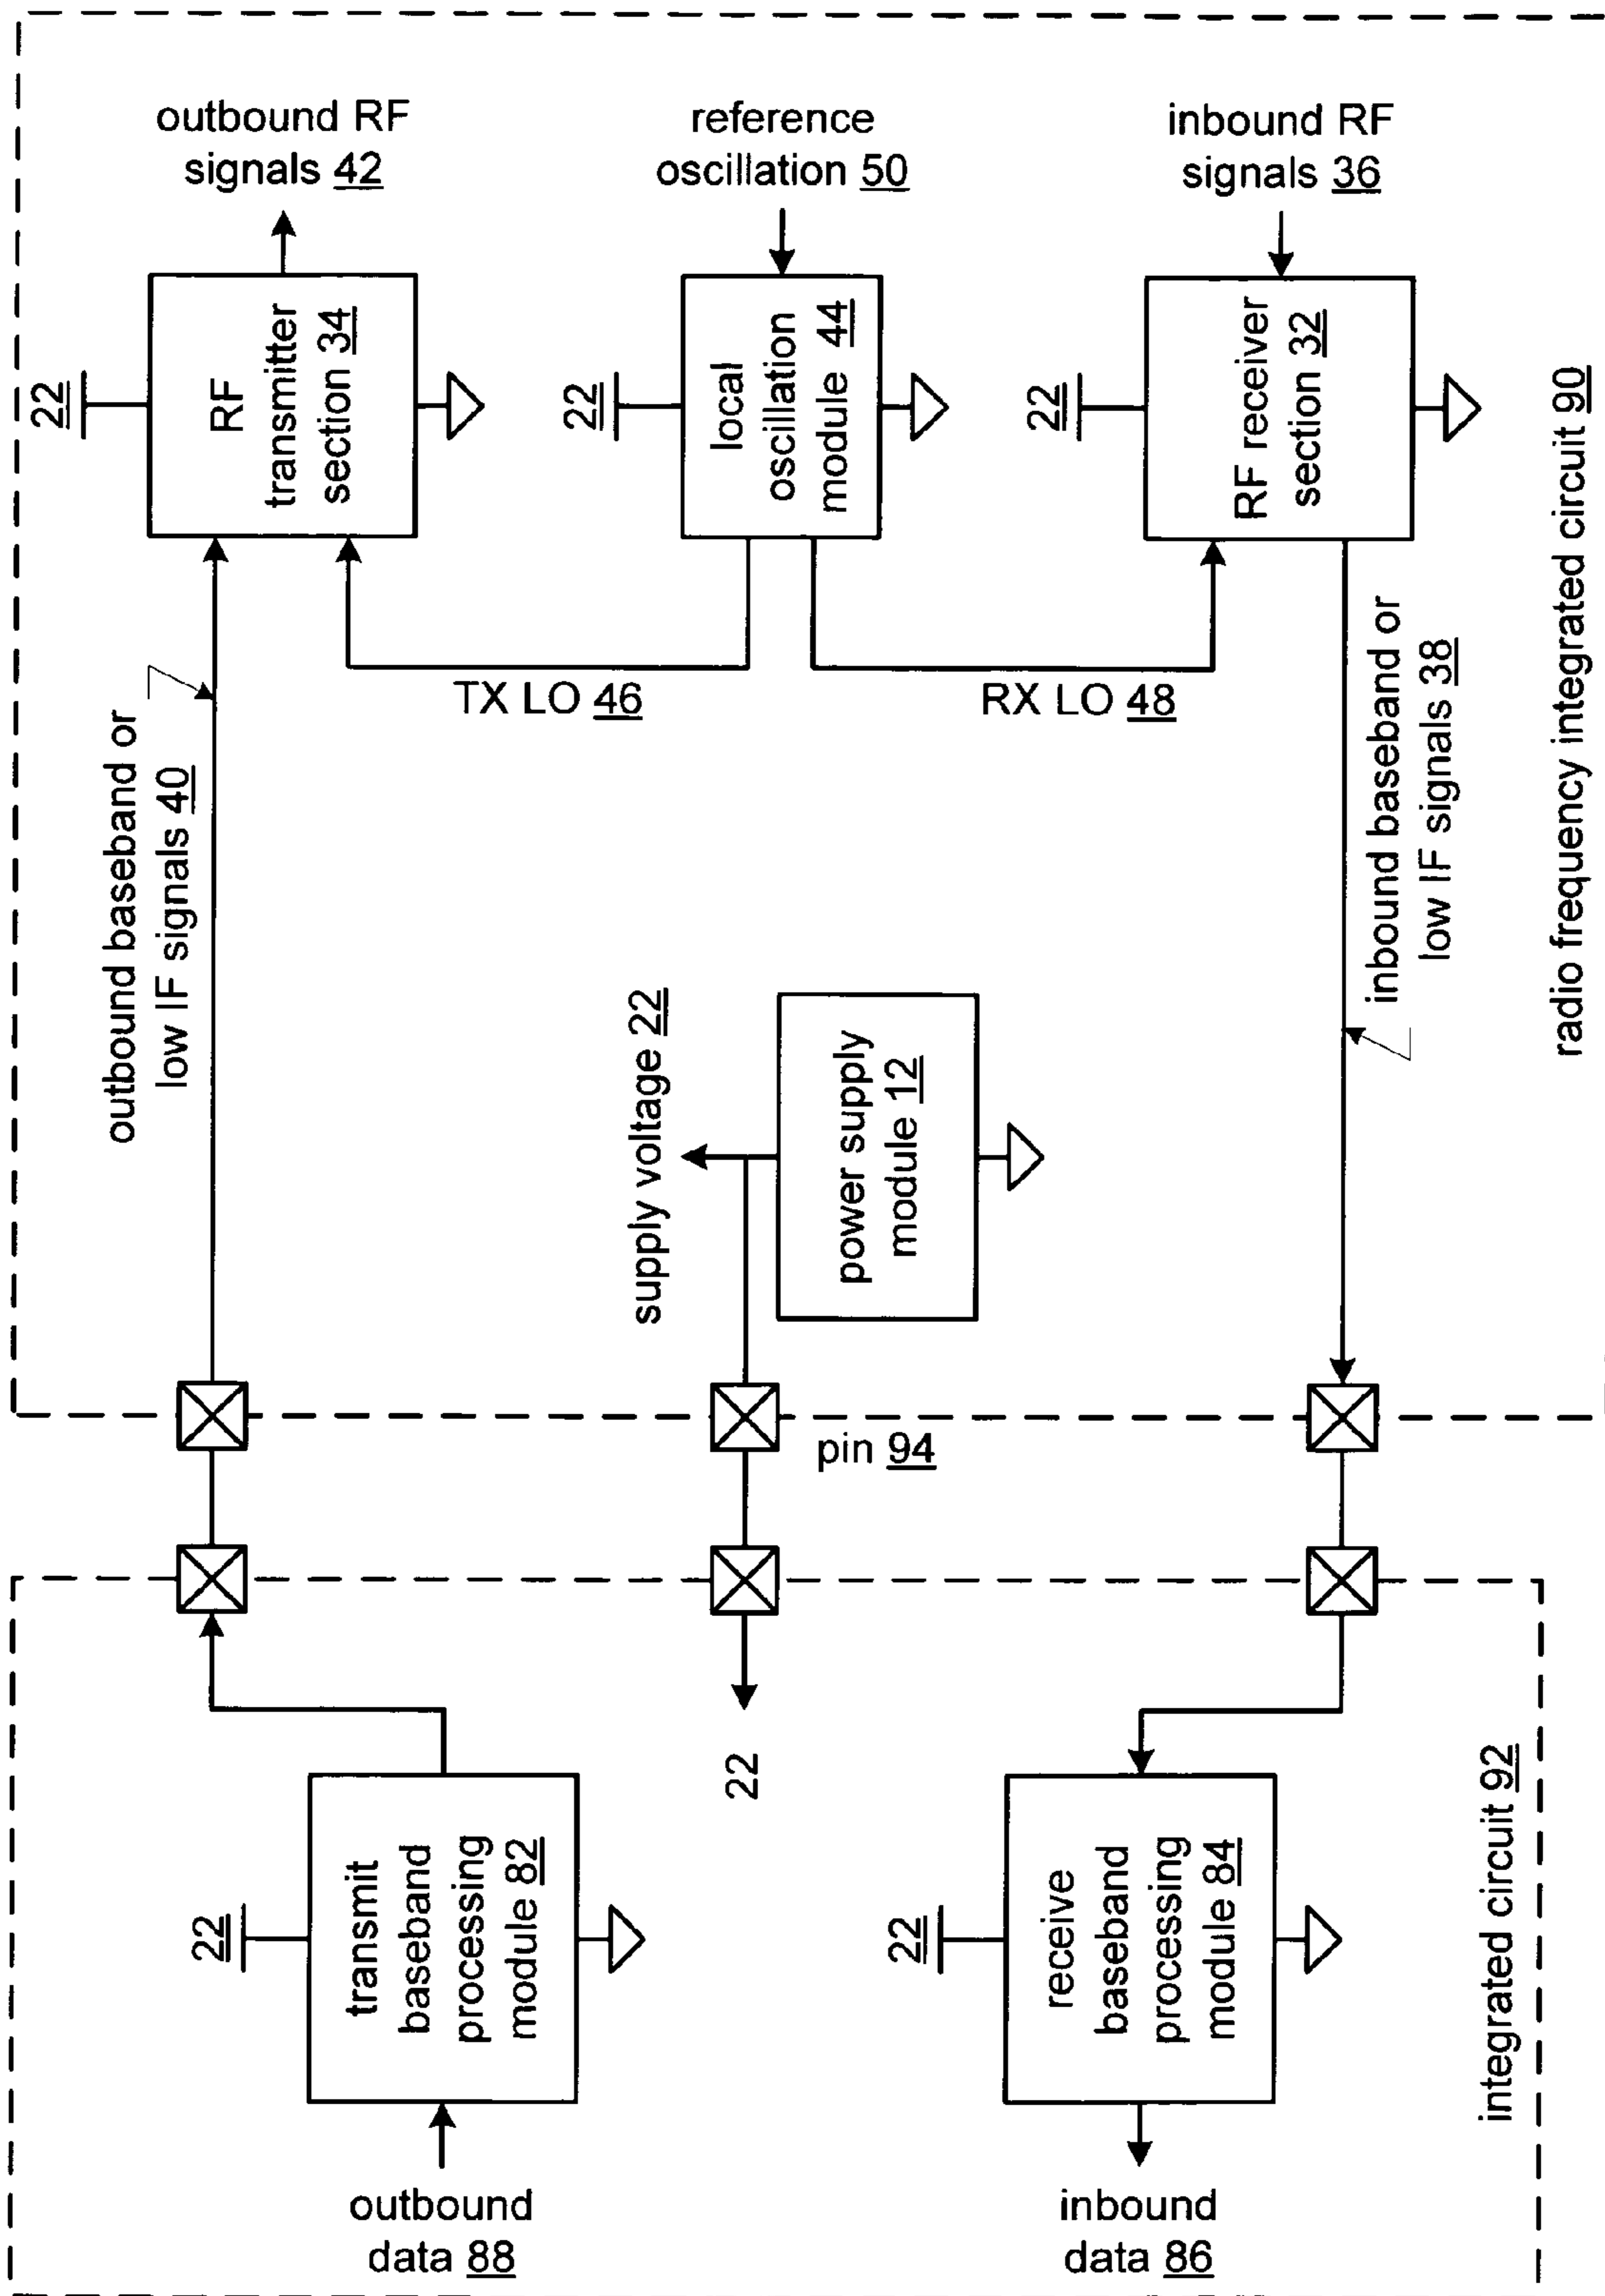 outbound RF
signals 42
reference
oscillation 50
inbound RF
signals 36
22
RF
transmitter
section 34
22
local
oscillation
module 44
22
RF receiver
section 32
TX LO 46
RX LO 48
outbound baseband or
low IF signals 40
inbound baseband or
low IF signals 38
supply voltage 22
power supply
module 12
radio frequency integrated circuit 90
pin 94
22
transmit
baseband
processing
module 82
22
22
receive
baseband
processing
module 84
integrated circuit 92
outbound
data 88
inbound
data 86